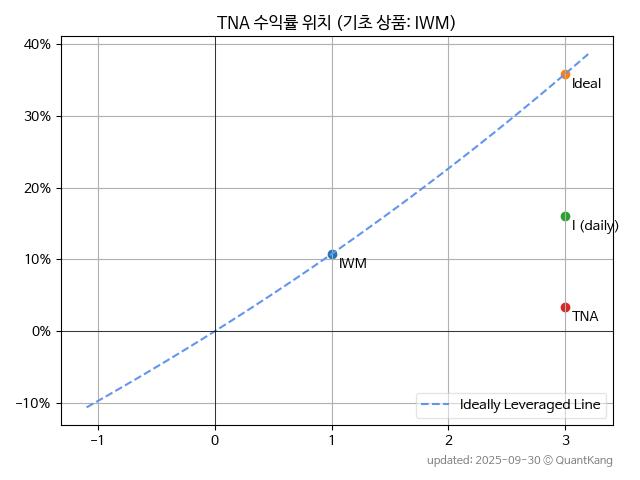 TNA 수익률 위치 (기초 상품: IWM)
40%
30%
20%
10%
0%
−10%
Ideal
I (daily)
IWM
TNA
Ideally Leveraged Line
−1
0
1
2
3
updated: 2025-09-30 © QuantKang